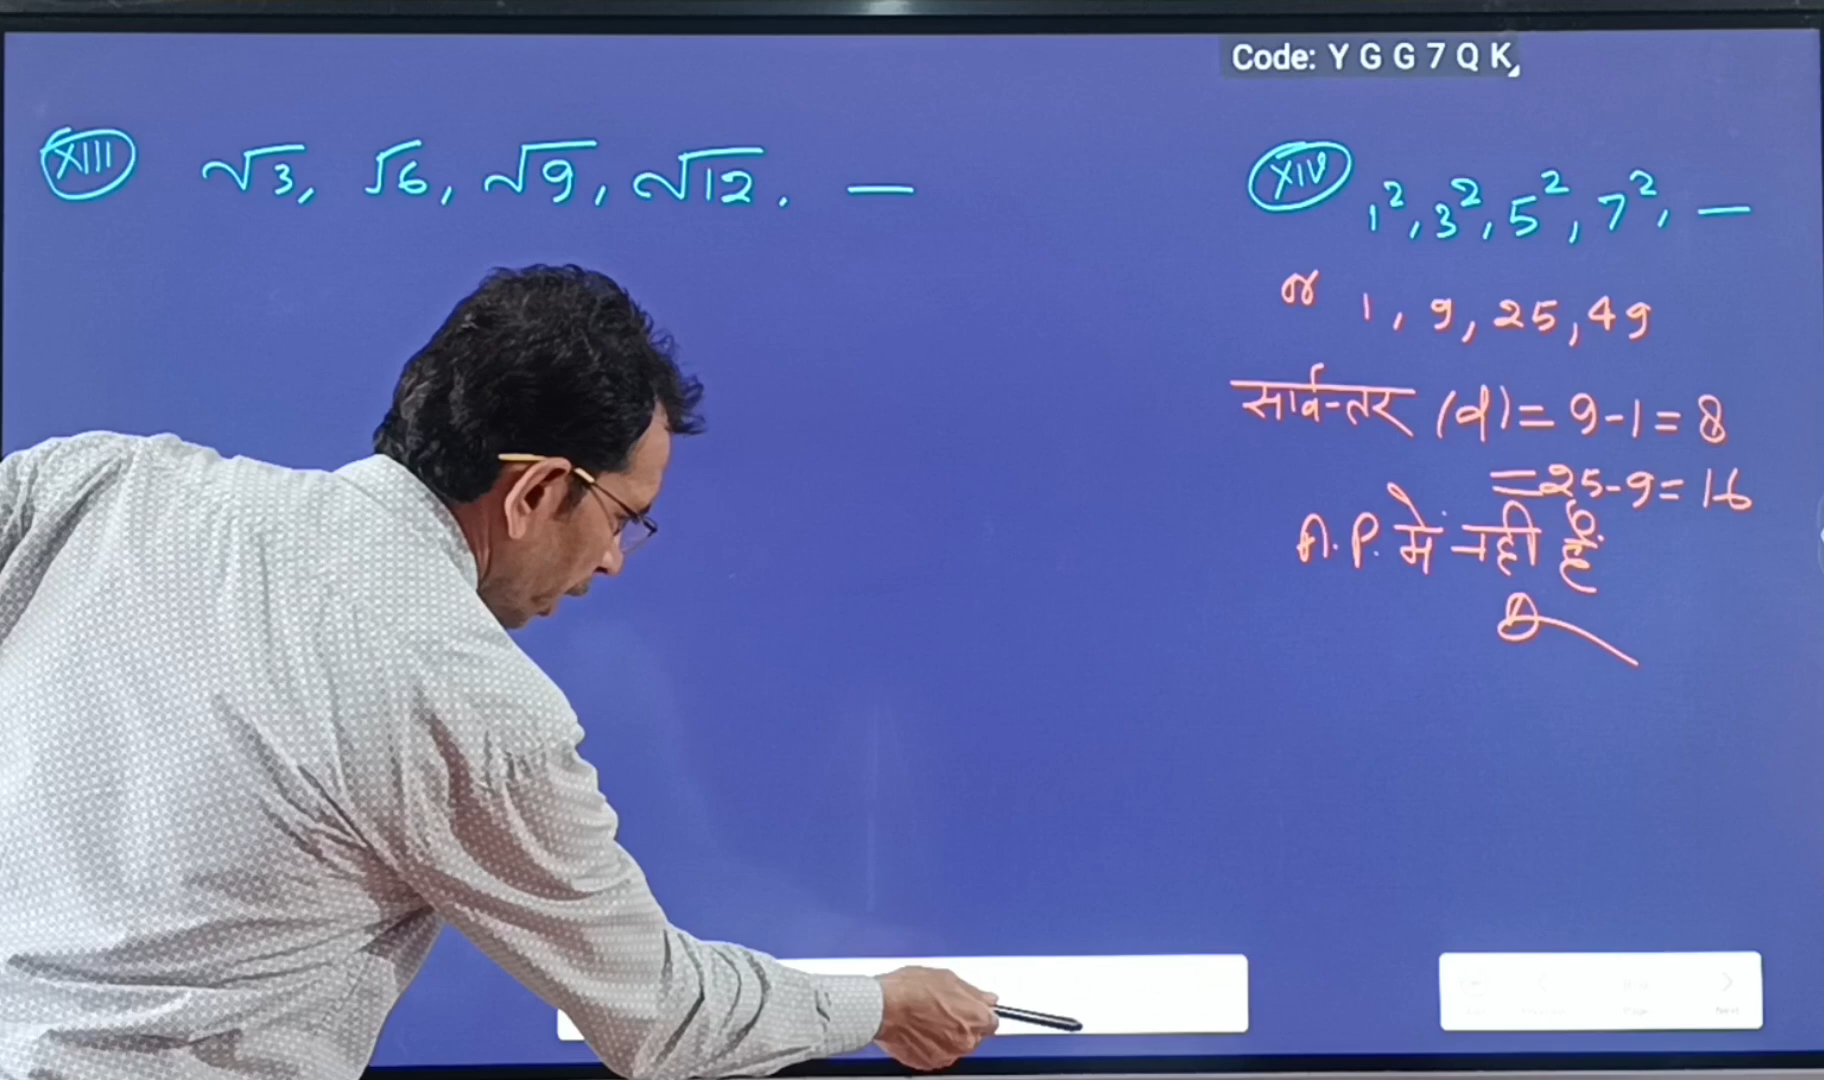 Code: Y G G 7 Q K
XIII √3, √6, √9, √12, —
XIV 1², 3², 5², 7², —
or 1, 9, 25, 49
सार्वन्तर (d) = 9-1 = 8
= 25-9 = 16
A.P. में नहीं है